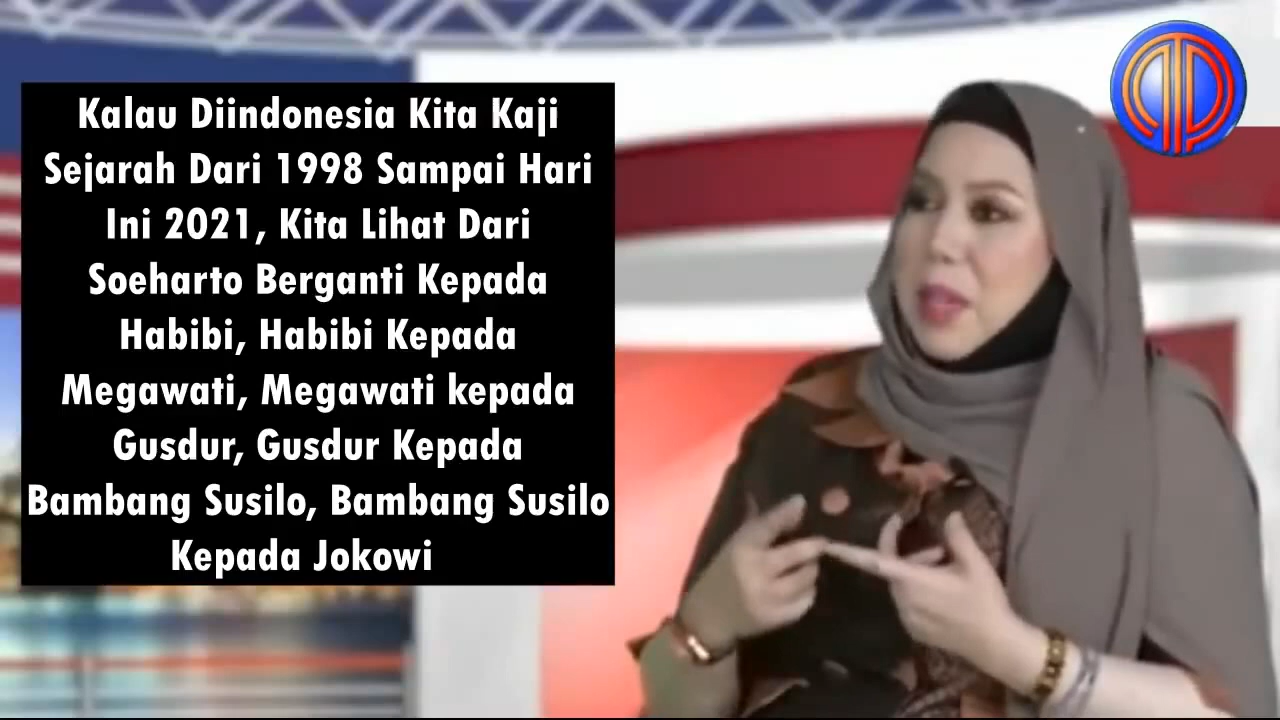 Kalau Diindonesia Kita Kaji
Sejarah Dari 1998 Sampai Hari
Ini 2021, Kita Lihat Dari
Soeharto Berganti Kepada
Habibi, Habibi Kepada
Megawati, Megawati kepada
Gusdur, Gusdur Kepada
Bambang Susilo, Bambang Susilo
Kepada Jokowi